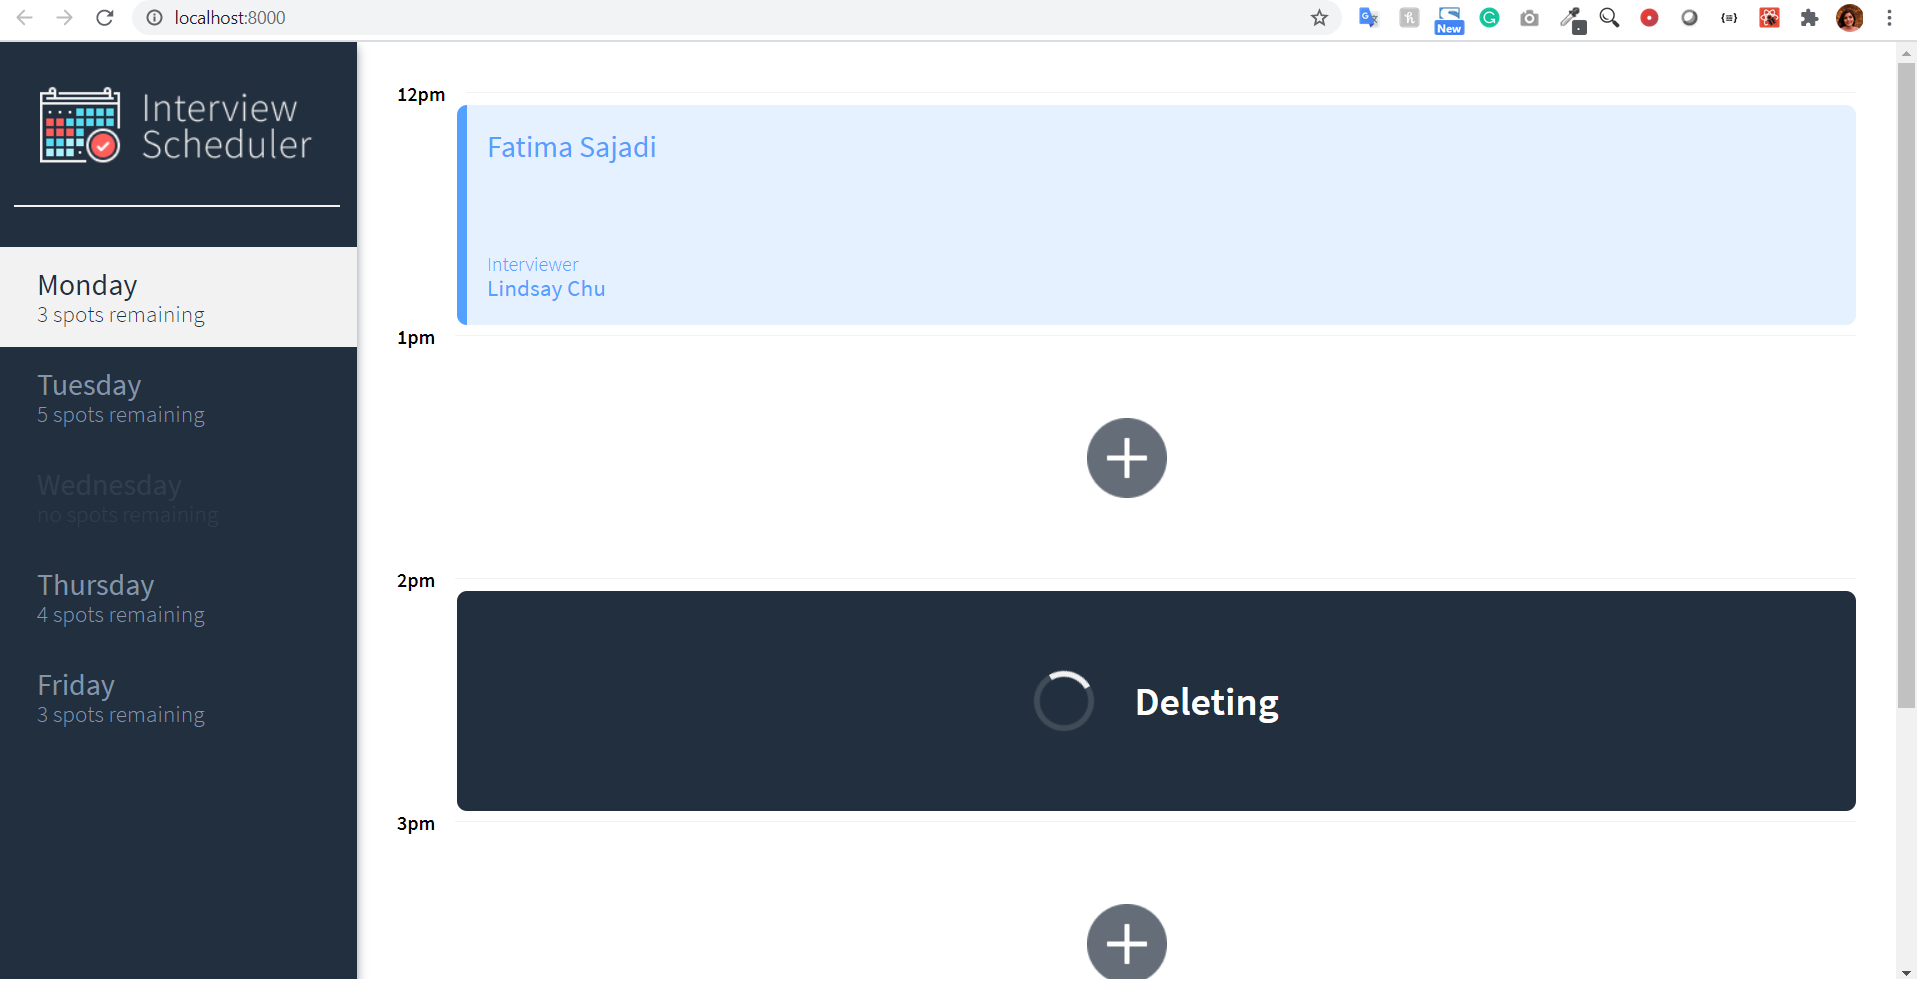 localhost:8000
New
Interview
Scheduler
Monday
3 spots remaining
Tuesday
5 spots remaining
Wednesday
no spots remaining
Thursday
4 spots remaining
Friday
3 spots remaining
12pm
Fatima Sajadi
Interviewer
Lindsay Chu
1pm
2pm
Deleting
3pm